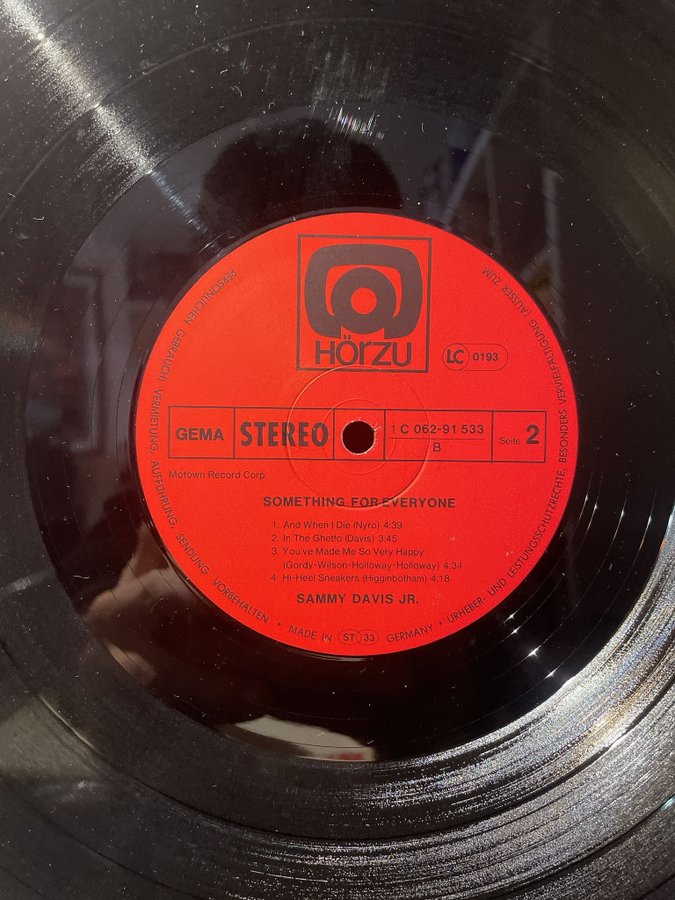 HÖRZU
LC 0193
GEMA
STEREO
1 C 062-91 533
B
Seite 2
Motown Record Corp.
SOMETHING FOR EVERYONE
1. And When I Die (Nyro) 4:39
2. In The Ghetto (Davis) 3:45
3. You've Made Me So Very Happy
(Gordy-Wilson-Holloway-Holloway) 4:34
4. Hi-Heel Sneakers (Higginbotham) 4:18
SAMMY DAVIS JR.
• MADE IN ST 33 GERMANY • URHEBER- UND LEISTUNGSSCHUTZRECHTE, BESONDERS VERVIELFÄLTIGUNG (AUSSER ZUM PERSÖNLICHEN GEBRAUCH) VERMIETUNG, AUFFÜHRUNG, SENDUNG VORBEHALTEN